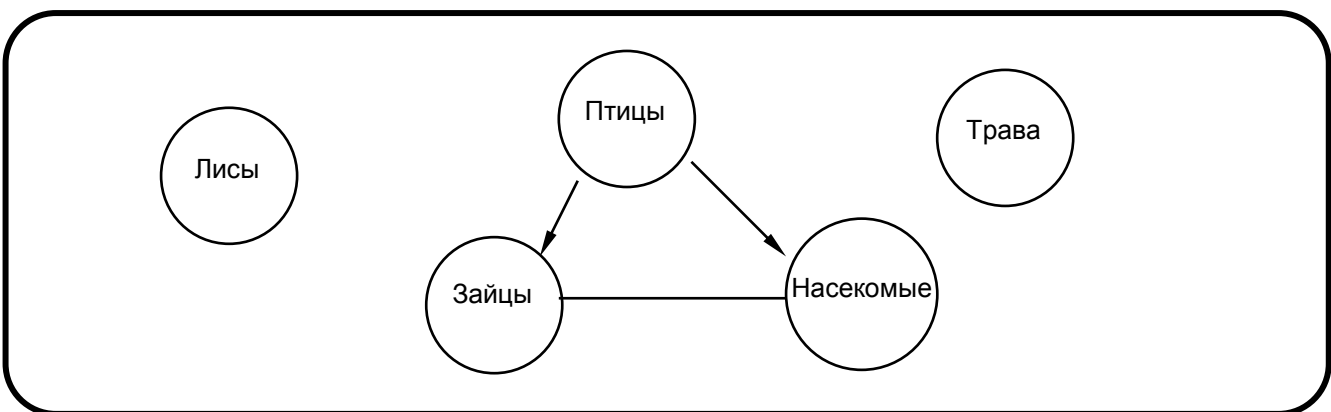 Птицы
Трава
Лисы
Зайцы
Насекомые